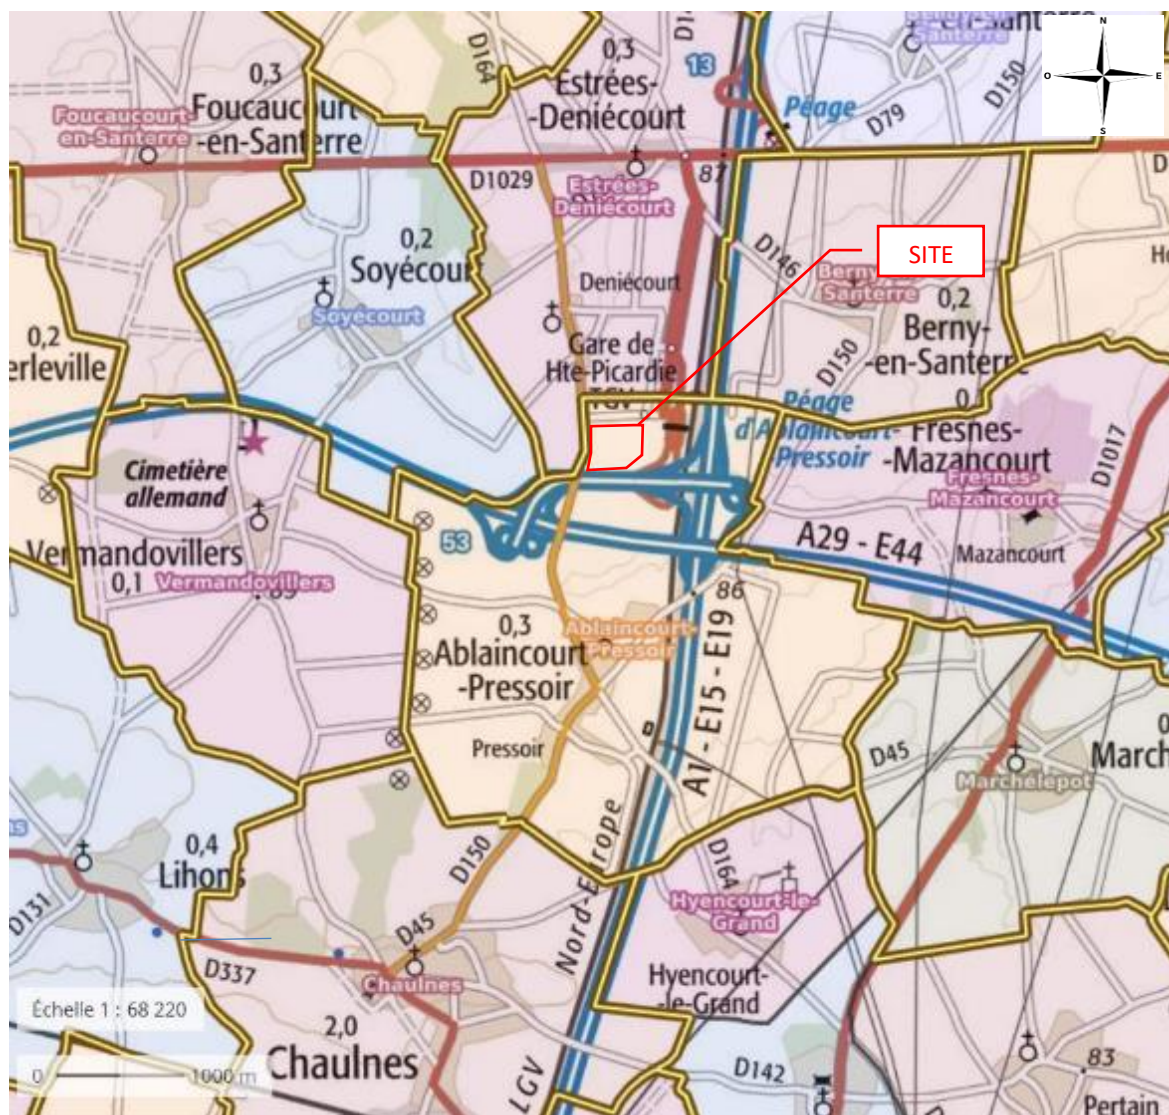 D164
0,3
Foucaucourt
-en-Santerre
Foucaucourt-
en-Santerre
0,3
Estrées-
-Deniécourt
13
Péage
Santerre
D79
D150
N
O
E
S
D1029
Estrées-
Deniécourt
87
0,2
Soyécourt
Soyécourt
Deniécourt
D146
SITE
Berny-
Santerre
0,2
Berny-
-en-Santerre
D150
0,2
erleville
Gare de
Hte-Picardie
TGV
Péage
d'Ablaincourt-
-Pressoir
Fresnes-
-Mazancourt
Fresnes-
Mazancourt
D1017
Cimetière
allemand
Vermandovillers
0,1
Vermandovillers
89
53
A29 - E44
Mazancourt
86
0,3
Ablaincourt
-Pressoir
Ablaincourt-
Pressoir
A1 - E15 - E19
Pressoir
D45
Marchélepot
March
0,4
Lihons
D131
D150
D45
D337
Nord-Europe
D164
Hyencourt-le-
Grand
Chaulnes
Hyencourt-
-le-Grand
Échelle 1 : 68 220
0
1000 m
2,0
Chaulnes
LGV
D142
83
Pertain